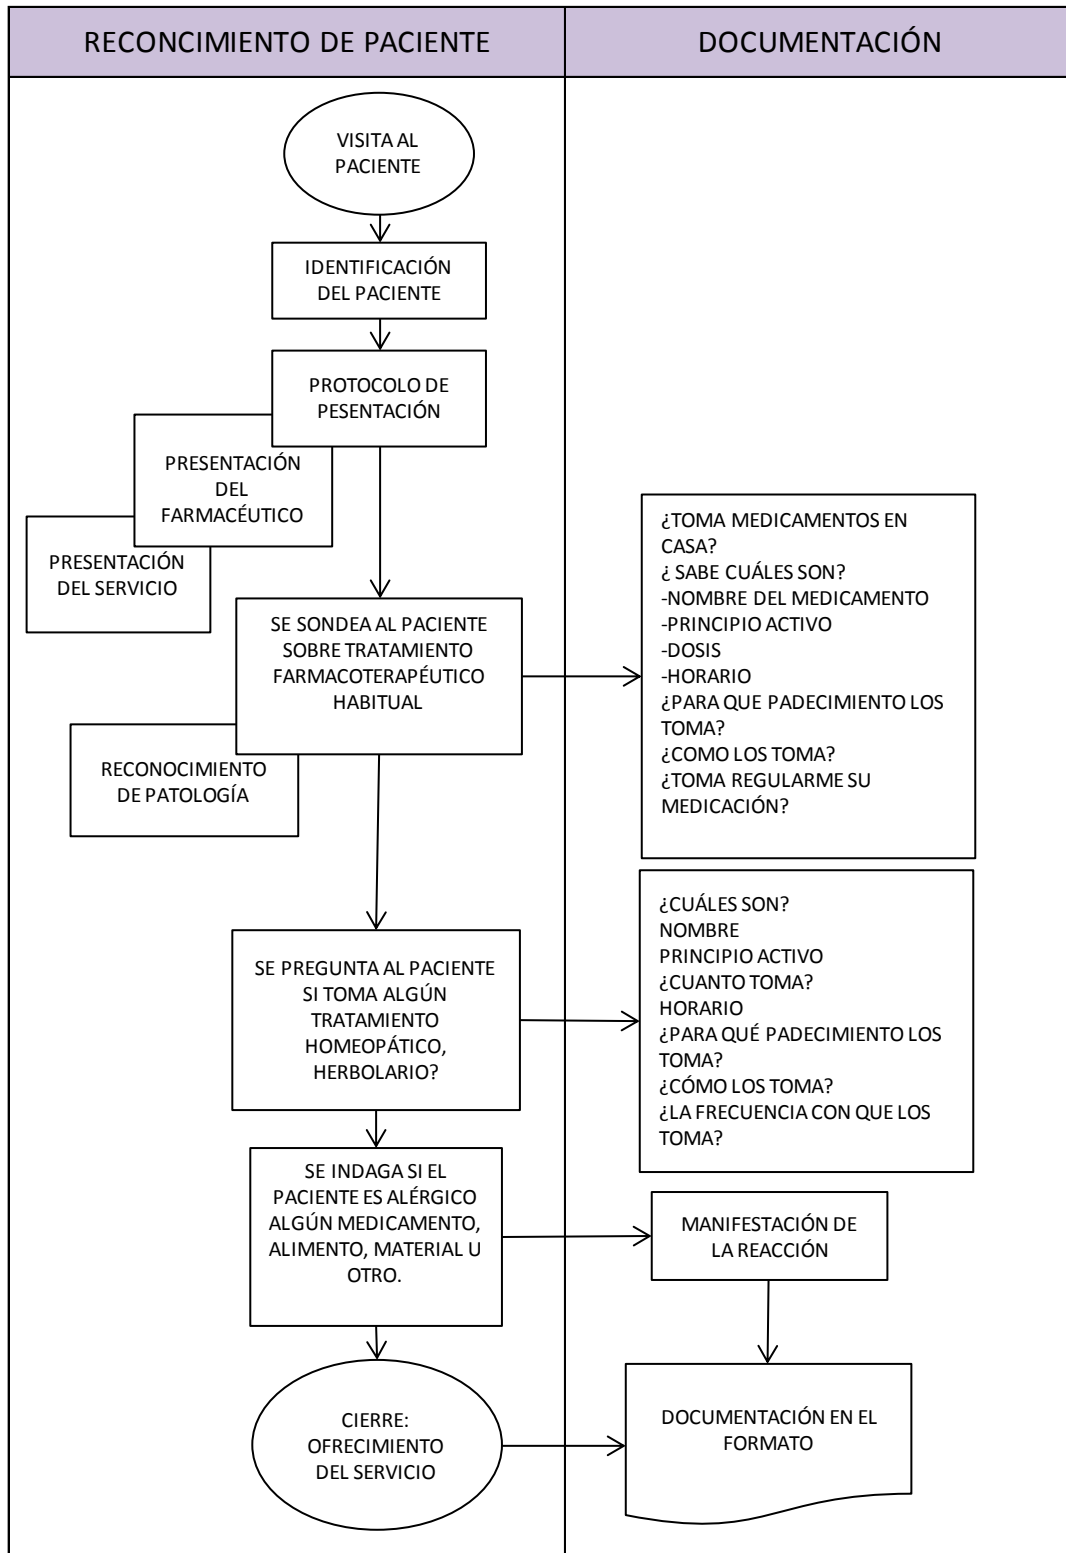 RECONCIMIENTO DE PACIENTE
DOCUMENTACIÓN
VISITA AL
PACIENTE
IDENTIFICACIÓN
DEL PACIENTE
PROTOCOLO DE
PESENTACIÓN
PRESENTACIÓN
DEL
FARMACÉUTICO
PRESENTACIÓN
DEL SERVICIO
SE SONDEA AL PACIENTE
SOBRE TRATAMIENTO
FARMACOTERAPÉUTICO
HABITUAL
RECONOCIMIENTO
DE PATOLOGÍA
¿TOMA MEDICAMENTOS EN
CASA?
¿ SABE CUÁLES SON?
-NOMBRE DEL MEDICAMENTO
-PRINCIPIO ACTIVO
-DOSIS
-HORARIO
¿PARA QUE PADECIMIENTO LOS
TOMA?
¿COMO LOS TOMA?
¿TOMA REGULARME SU
MEDICACIÓN?
SE PREGUNTA AL PACIENTE
SI TOMA ALGÚN
TRATAMIENTO
HOMEOPÁTICO,
HERBOLARIO?
¿CUÁLES SON?
NOMBRE
PRINCIPIO ACTIVO
¿CUANTO TOMA?
HORARIO
¿PARA QUÉ PADECIMIENTO LOS
TOMA?
¿CÓMO LOS TOMA?
¿LA FRECUENCIA CON QUE LOS
TOMA?
SE INDAGA SI EL
PACIENTE ES ALÉRGICO
ALGÚN MEDICAMENTO,
ALIMENTO, MATERIAL U
OTRO.
MANIFESTACIÓN DE
LA REACCIÓN
CIERRE:
OFRECIMIENTO
DEL SERVICIO
DOCUMENTACIÓN EN EL
FORMATO